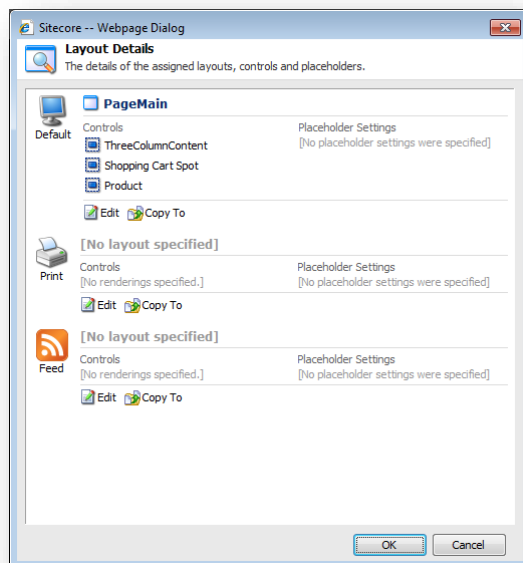 Sitecore -- Webpage Dialog
Layout Details
The details of the assigned layouts, controls and placeholders.
Default
PageMain
Controls
Placeholder Settings
ThreeColumnContent
[No placeholder settings were specified]
Shopping Cart Spot
Product
Edit Copy To
Print
[No layout specified]
Controls
Placeholder Settings
[No renderings specified.]
[No placeholder settings were specified]
Edit Copy To
Feed
[No layout specified]
Controls
Placeholder Settings
[No renderings specified.]
[No placeholder settings were specified]
Edit Copy To
OK
Cancel